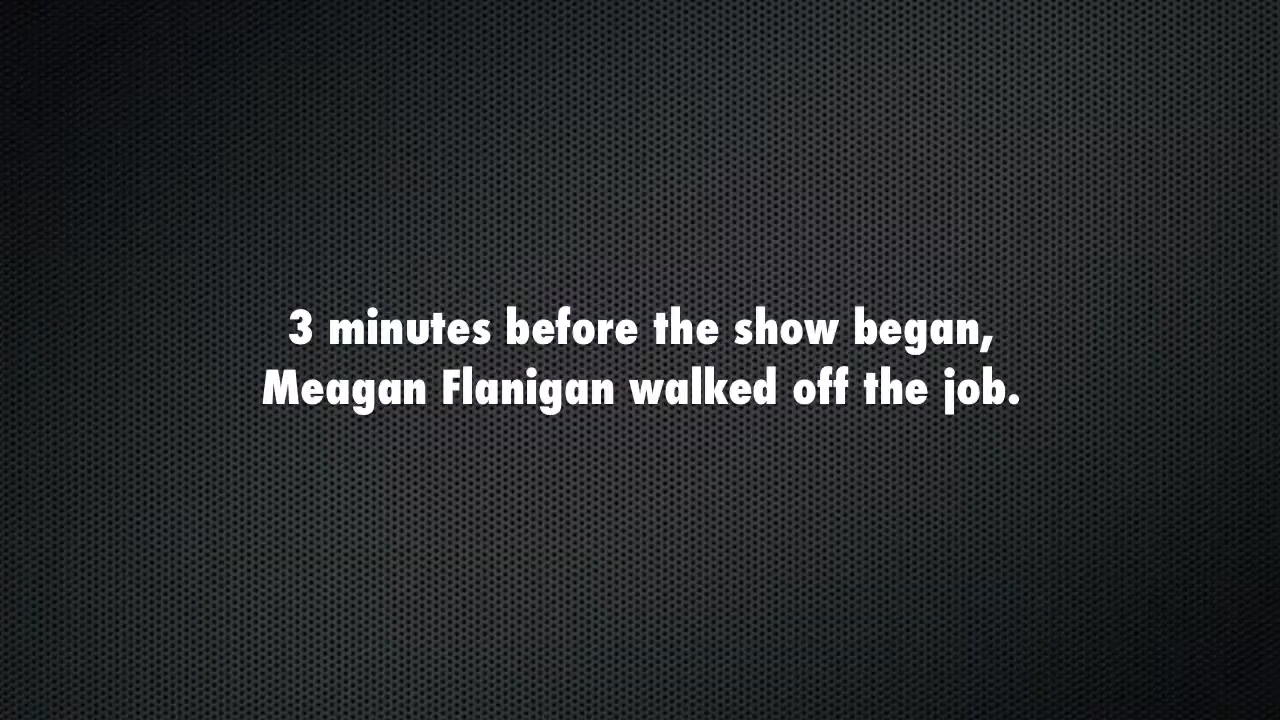 3 minutes before the show began,
Meagan Flanigan walked off the job.